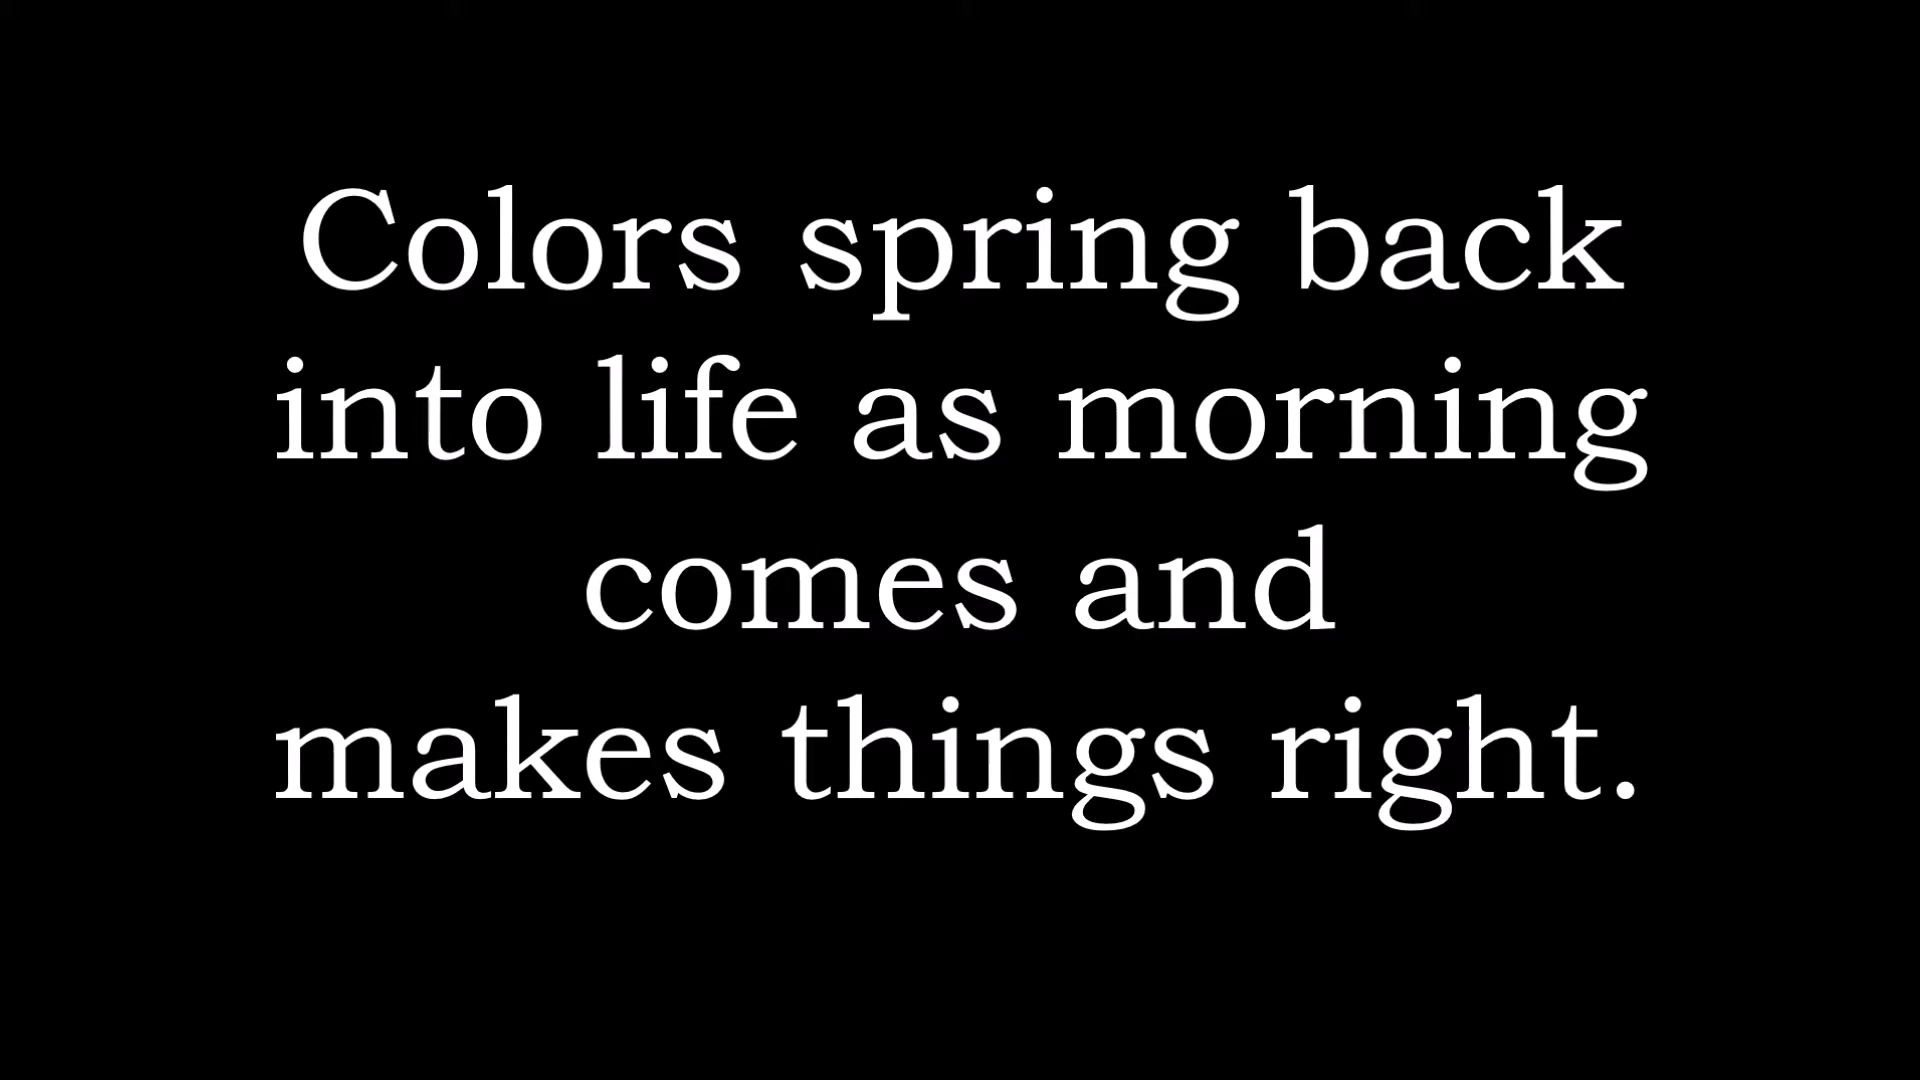 Colors spring back
into life as morning
comes and
makes things right.